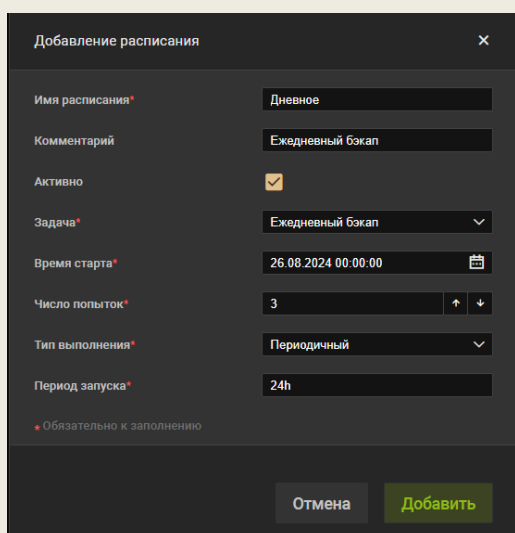 Добавление расписания
Имя расписания* Дневное
Комментарий Ежедневный бэкап
Активно
Задача* Ежедневный бэкап
Время старта* 26.08.2024 00:00:00
Число попыток* 3
Тип выполнения* Периодичный
Период запуска* 24h
* Обязательно к заполнению
Отмена Добавить